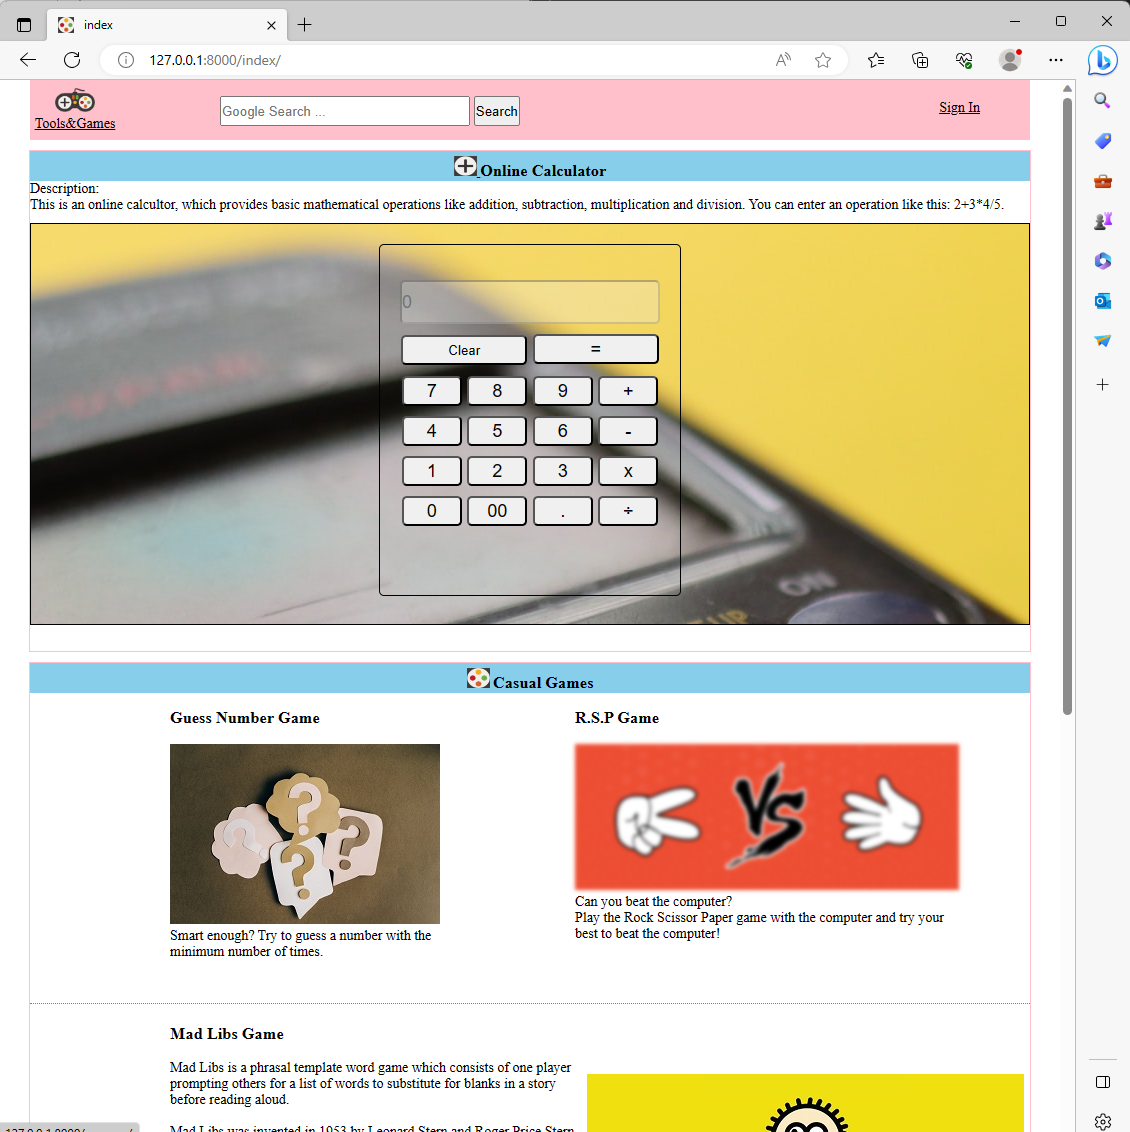 index
127.0.0.1:8000/index/
Tools&Games
Google Search ...
Search
Sign In
Online Calculator
Description:
This is an online calcultor, which provides basic mathematical operations like addition, subtraction, multiplication and division. You can enter an operation like this: 2+3*4/5.
0
Clear =
7 8 9 +
4 5 6 -
1 2 3 x
0 00 . ÷
ON
Casual Games
Guess Number Game
R.S.P Game
VS
Can you beat the computer?
Play the Rock Scissor Paper game with the computer and try your
best to beat the computer!
Smart enough? Try to guess a number with the
minimum number of times.
Mad Libs Game
Mad Libs is a phrasal template word game which consists of one player
prompting others for a list of words to substitute for blanks in a story
before reading aloud.
Mad Libs was invented in 1953 by Leonard Stern and Roger Price Stern